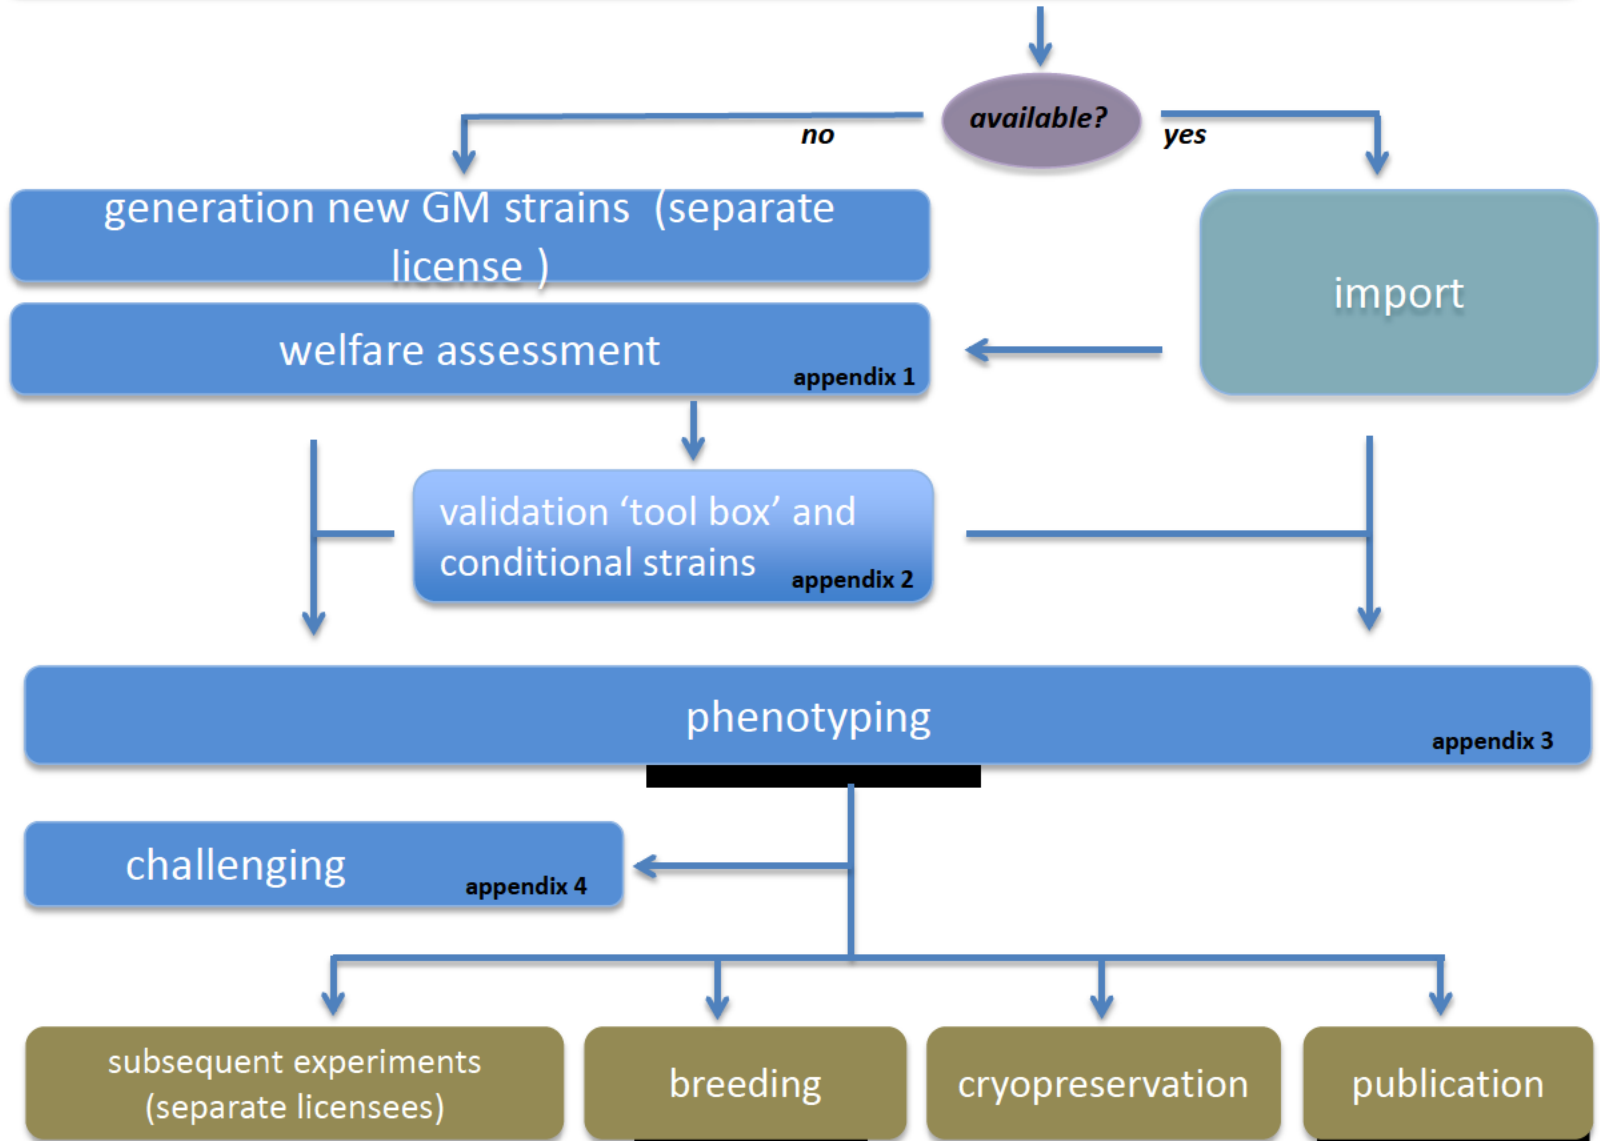 available?
no
yes
generation new GM strains (separate
license )
import
welfare assessment
appendix 1
validation ‘tool box’ and
conditional strains
appendix 2
phenotyping
appendix 3
challenging
appendix 4
subsequent experiments
(separate licensees)
breeding
cryopreservation
publication